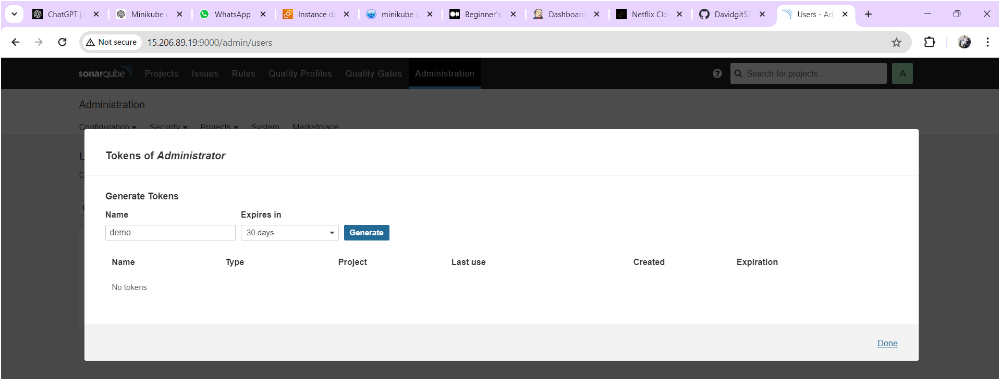 ChatGPT | Minikube c WhatsApp Instance de minikube s Beginner's Dashboard Netflix Clo Davidgit52 Users - Ad
Not secure 15.206.89.19:9000/admin/users
sonarqube Projects Issues Rules Quality Profiles Quality Gates Administration ? Search for projects... A
Administration
Configuration Security Projects System Marketplace
Tokens of Administrator
Generate Tokens
Name Expires in
demo 30 days Generate
Name Type Project Last use Created Expiration
No tokens
Done